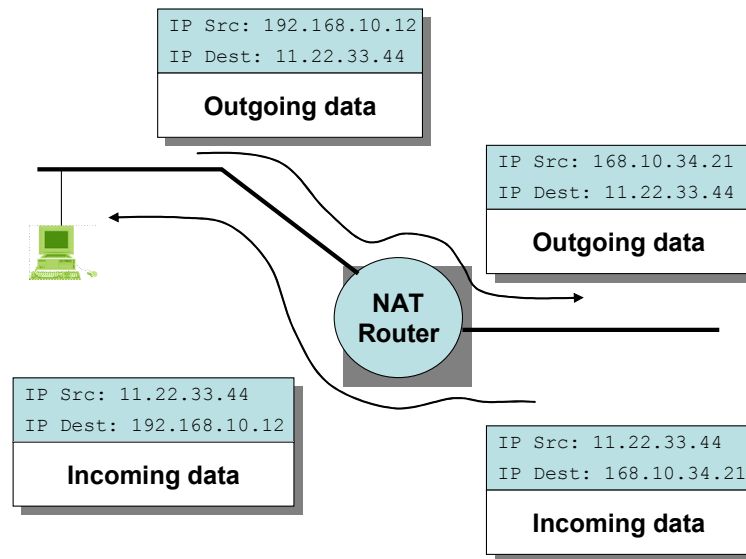 IP Src: 192.168.10.12
IP Dest: 11.22.33.44
Outgoing data
IP Src: 168.10.34.21
IP Dest: 11.22.33.44
Outgoing data
NAT
Router
IP Src: 11.22.33.44
IP Dest: 192.168.10.12
Incoming data
IP Src: 11.22.33.44
IP Dest: 168.10.34.21
Incoming data